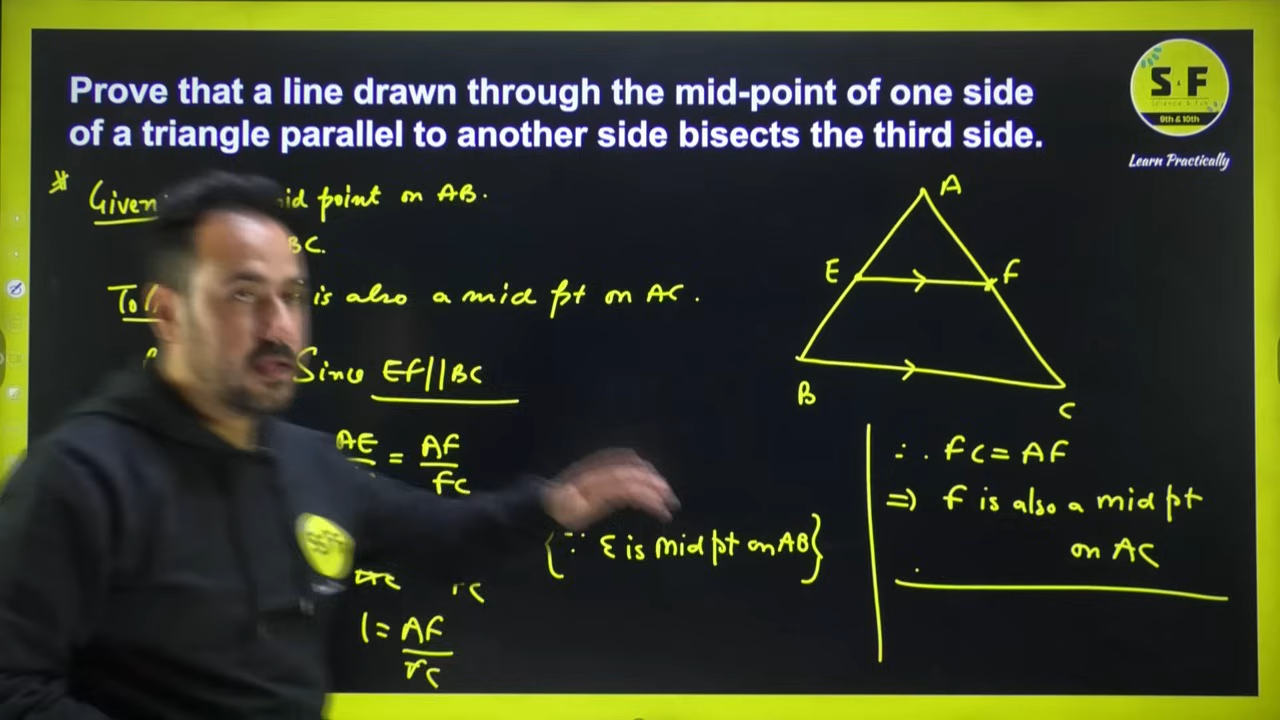 Prove that a line drawn through the mid-point of one side
of a triangle parallel to another side bisects the third side.
S F
Science & Fun
9th & 10th
Learn Practically
* Given point on AB.
BC.
is also a mid pt on AC.
Since EF||BC
AE = AF
FC
{∵ E is mid pt on AB}
1 = AF
A
E
F
B
C
∴ FC = AF
⇒ F is also a mid pt
on AC